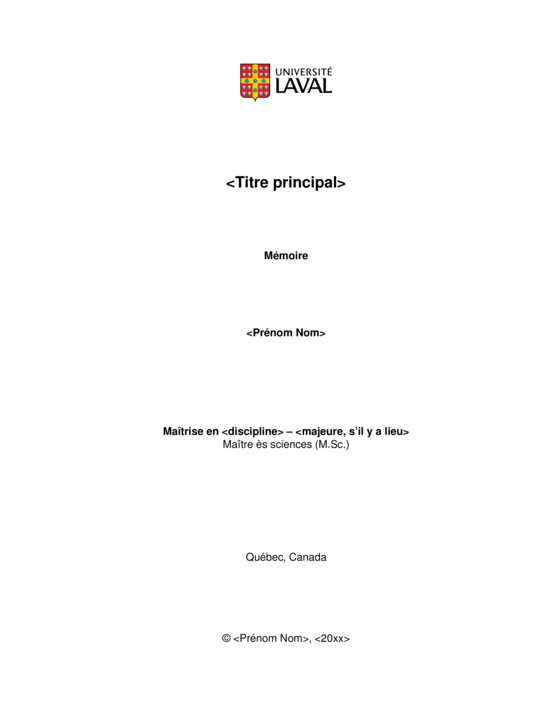 UNIVERSITÉ
LAVAL
<Titre principal>
Mémoire
<Prénom Nom>
Maîtrise en <discipline> – <majeure, s'il y a lieu>
Maître ès sciences (M.Sc.)
Québec, Canada
© <Prénom Nom>, <20xx>